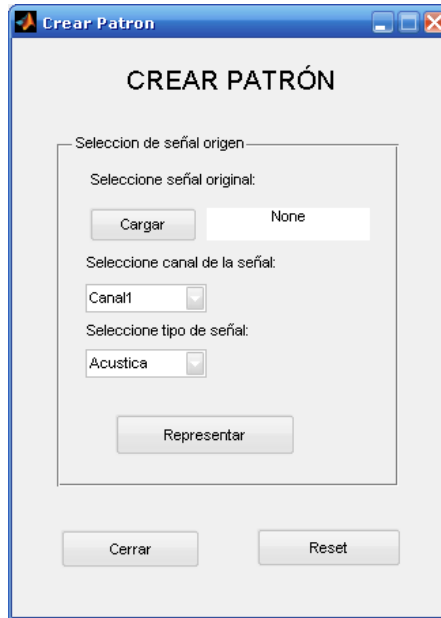 Crear Patron
CREAR PATRÓN
Seleccion de señal origen
Seleccione señal original:
Cargar None
Seleccione canal de la señal:
Canal1
Seleccione tipo de señal:
Acustica
Representar
Cerrar Reset